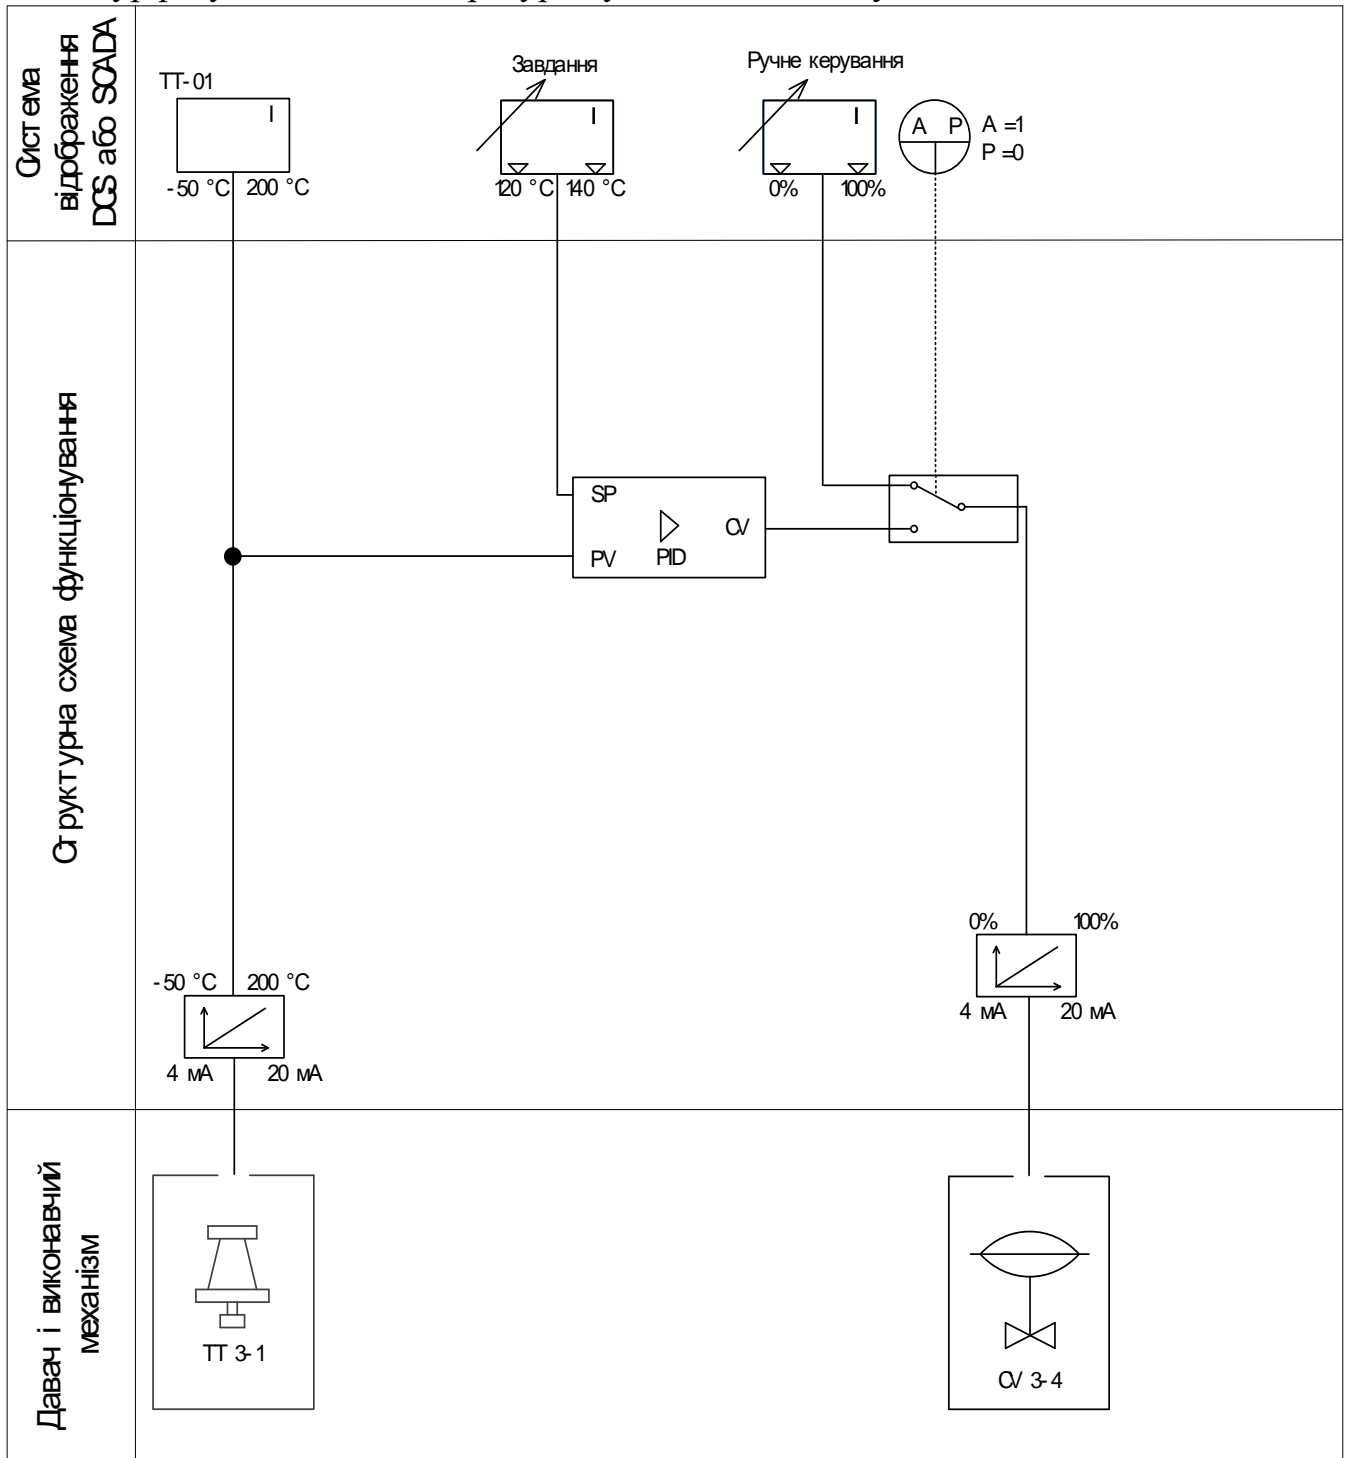 Система
відображення
DCS або SCADA
TT-01
I
-50 °C 200 °C
Завдання
I
120 °C 140 °C
Ручне керування
I
0% 100%
A P
A =1
P =0
Структурна схема функціонування
SP
PV
PID
CV
-50 °C 200 °C
4 мА 20 мА
0% 100%
4 мА 20 мА
Давач і виконавчий
механізм
TT 3-1
CV 3-4